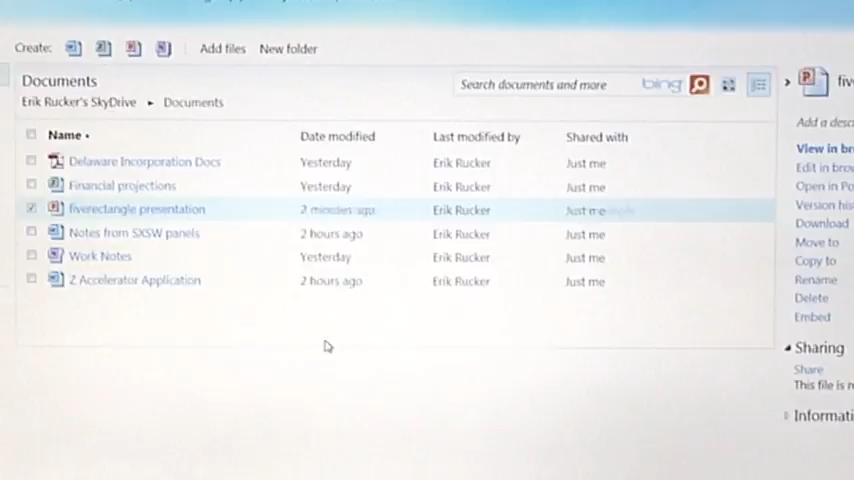 Create: Add files New folder
Documents
Search documents and more bing
Erik Rucker's SkyDrive ▸ Documents
Name Date modified Last modified by Shared with
Delaware Incorporation Docs Yesterday Erik Rucker Just me
Financial projections Yesterday Erik Rucker Just me
fiverectangle presentation 2 minutes ago Erik Rucker Just me
Notes from SXSW panels 2 hours ago Erik Rucker Just me
Work Notes Yesterday Erik Rucker Just me
Z Accelerator Application 2 hours ago Erik Rucker Just me
Add a desc
View in br
Edit in brow
Open in Po
Version his
Download
Move to
Copy to
Rename
Delete
Embed
Sharing
Share
This file is
Informati